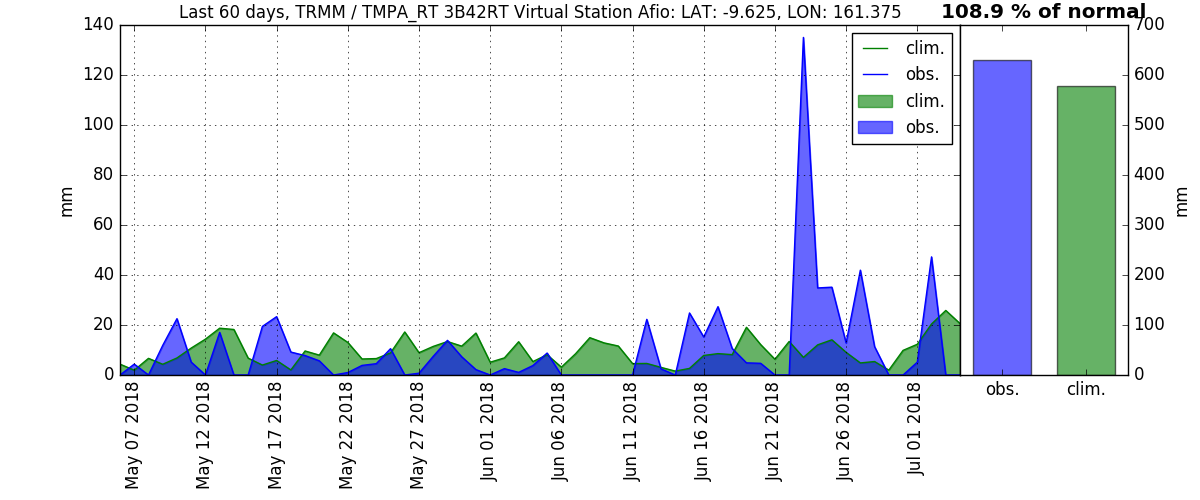 Last 60 days, TRMM / TMPA_RT 3B42RT Virtual Station Afio: LAT: -9.625, LON: 161.375
108.9 % of normal
140
120
100
80
60
40
20
0
mm
clim.
obs.
clim.
obs.
700
600
500
400
300
200
100
0
mm
obs.
clim.
May 07 2018
May 12 2018
May 17 2018
May 22 2018
May 27 2018
Jun 01 2018
Jun 06 2018
Jun 11 2018
Jun 16 2018
Jun 21 2018
Jun 26 2018
Jul 01 2018